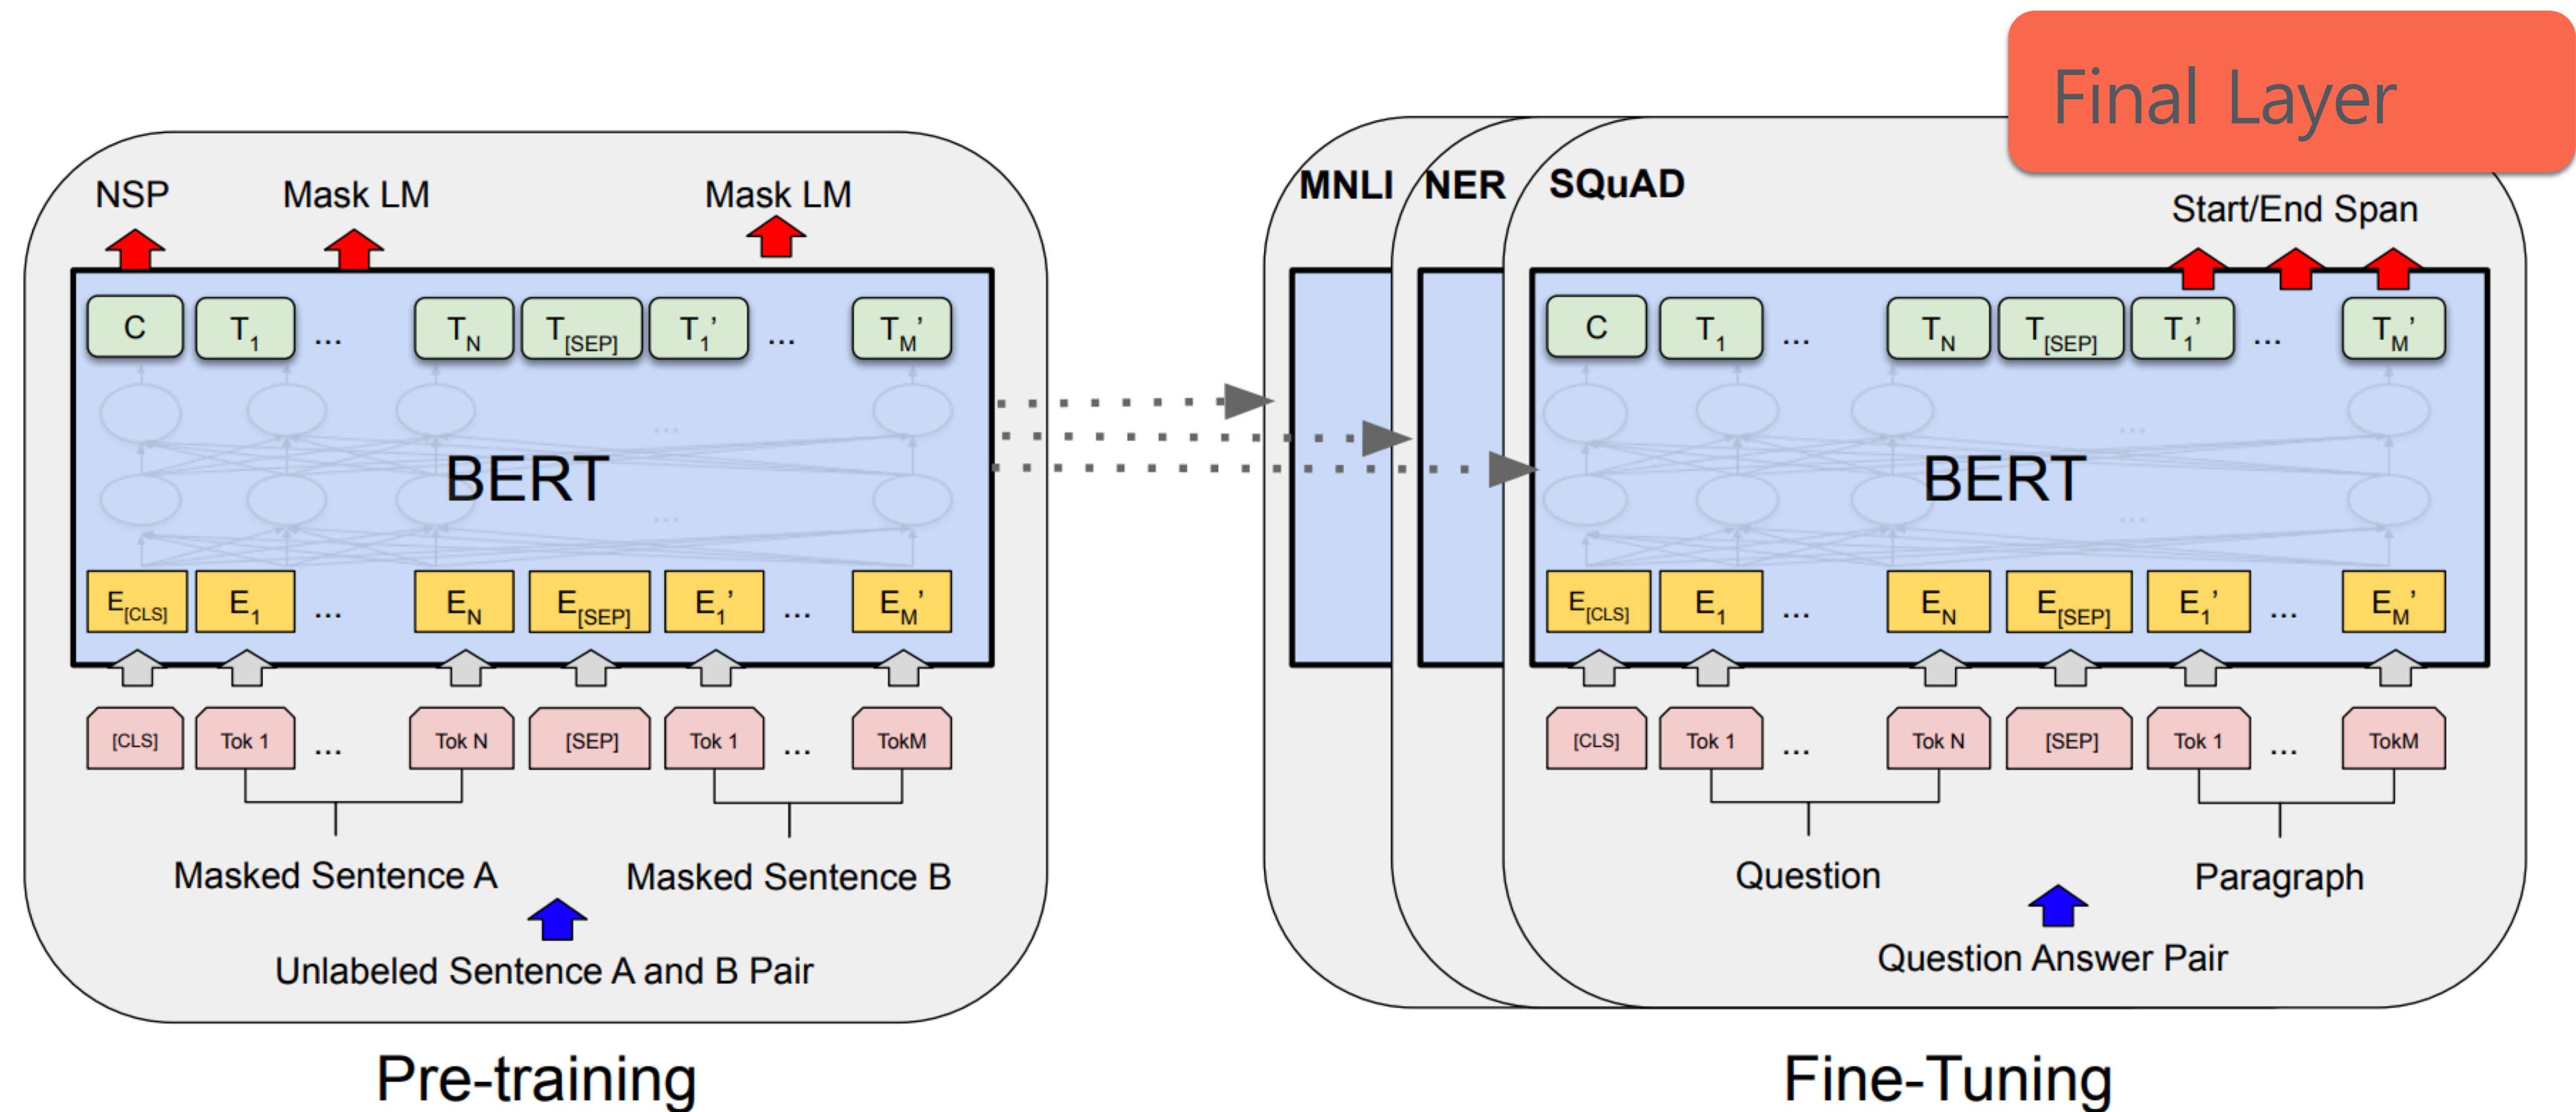 Final Layer
NSP Mask LM Mask LM
C T1 ... TN T[SEP] T1’ ... TM’
...
BERT
...
E[CLS] E1 ... EN E[SEP] E1’ ... EM’
[CLS] Tok 1 ... Tok N [SEP] Tok 1 ... TokM
Masked Sentence A Masked Sentence B
Unlabeled Sentence A and B Pair
Pre-training
MNLI NER SQuAD
Start/End Span
C T1 ... TN T[SEP] T1’ ... TM’
...
BERT
...
E[CLS] E1 ... EN E[SEP] E1’ ... EM’
[CLS] Tok 1 ... Tok N [SEP] Tok 1 ... TokM
Question Paragraph
Question Answer Pair
Fine-Tuning